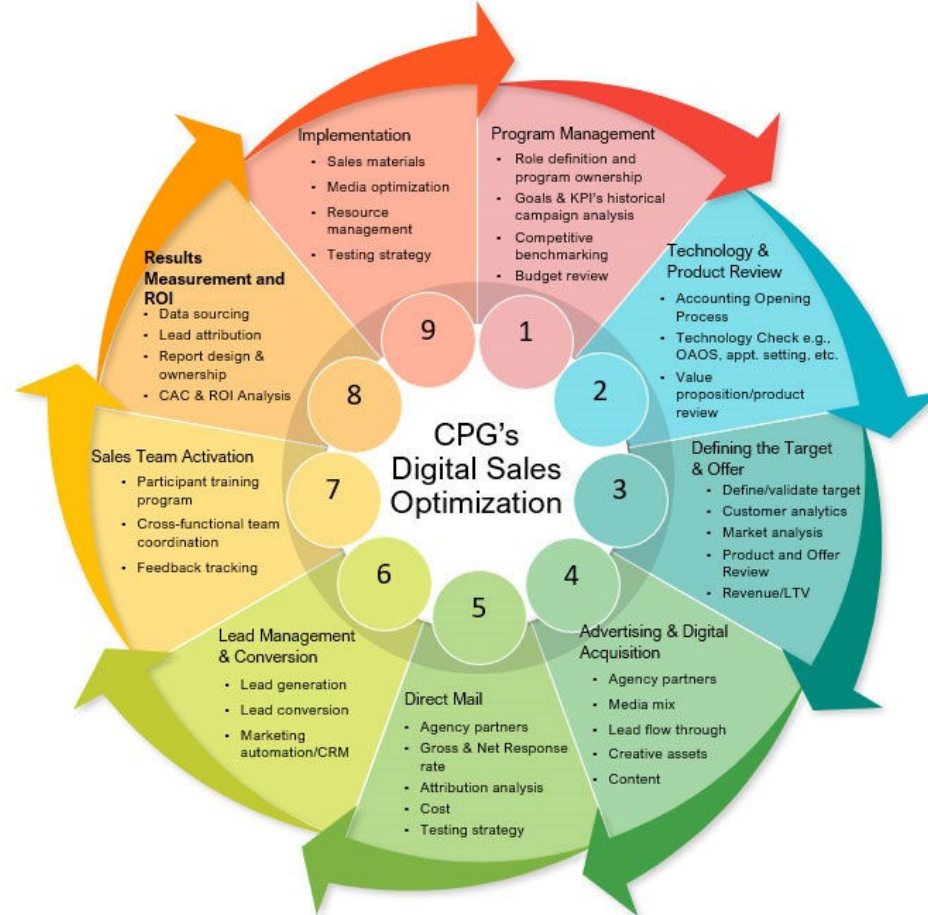 CPG's
Digital Sales
Optimization
1
Program Management
▪ Role definition and
program ownership
▪ Goals & KPI's historical
campaign analysis
▪ Competitive
benchmarking
▪ Budget review
2
Technology &
Product Review
▪ Accounting Opening
Process
▪ Technology Check e.g.,
OAOS, appt. setting, etc.
▪ Value
proposition/product
review
3
Defining the Target
& Offer
▪ Define/validate target
▪ Customer analytics
▪ Market analysis
▪ Product and Offer
Review
▪ Revenue/LTV
4
Advertising & Digital
Acquisition
▪ Agency partners
▪ Media mix
▪ Lead flow through
▪ Creative assets
▪ Content
5
Direct Mail
▪ Agency partners
▪ Gross & Net Response
rate
▪ Attribution analysis
▪ Cost
▪ Testing strategy
6
Lead Management
& Conversion
▪ Lead generation
▪ Lead conversion
▪ Marketing
automation/CRM
7
Sales Team Activation
▪ Participant training
program
▪ Cross-functional team
coordination
▪ Feedback tracking
8
Results
Measurement and
ROI
▪ Data sourcing
▪ Lead attribution
▪ Report design &
ownership
▪ CAC & ROI Analysis
9
Implementation
▪ Sales materials
▪ Media optimization
▪ Resource
management
▪ Testing strategy